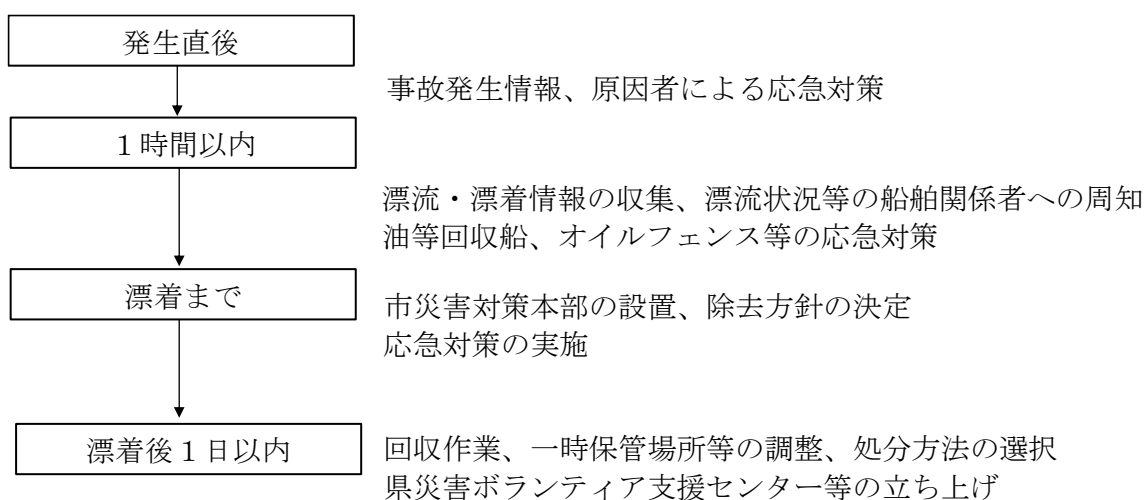 発生直後
事故発生情報、原因者による応急対策
１時間以内
漂流・漂着情報の収集、漂流状況等の船舶関係者への周知
油等回収船、オイルフェンス等の応急対策
漂着まで
市災害対策本部の設置、除去方針の決定
応急対策の実施
漂着後１日以内
回収作業、一時保管場所等の調整、処分方法の選択
県災害ボランティア支援センター等の立ち上げ